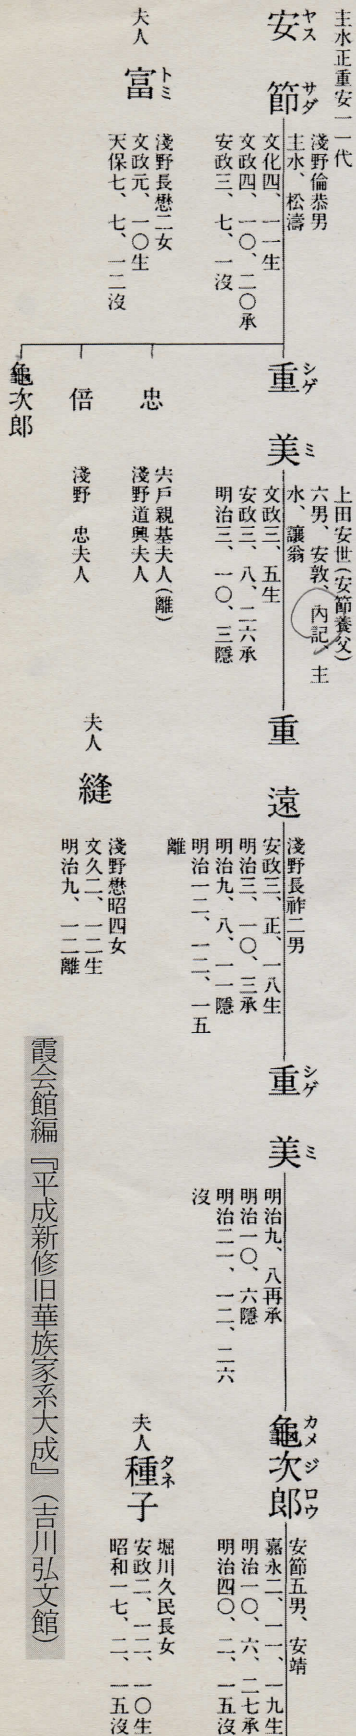 主水正重安一一代
安節
ヤスサダ
淺野倫恭男
主水、松濤
文化四、一一生
文政四、一〇、二〇承
安政三、七、一沒
夫人
富
トミ
淺野長懋二女
文政元、一〇生
天保七、七、一二沒
重美
シゲミ
上田安世(安節養父)
六男、安敦、內記、主
水、讓翁
文政三、五生
安政三、八、二六承
明治三、一〇、三隱
忠
宍戶親基夫人(離)
淺野道興夫人
倍
淺野忠夫人
龜次郎
重遠
淺野長祚二男
安政三、正、一八生
明治三、一〇、三承
明治九、八、一一隱
明治一二、一二、一五
離
夫人
縫
淺野懋昭四女
文久二、一二生
明治九、一二離
重美
シゲミ
明治九、八再承
明治一〇、六隱
明治二一、一二、二六
沒
龜次郎
カメジロウ
安節五男、安靖
嘉永二、一一、一九生
明治一〇、六、二七承
明治四〇、二、一五沒
夫人
種子
タネ
堀川久民長女
安政二、一二、一〇生
昭和一七、二、一五沒
霞会館編『平成新修旧華族家系大成』(吉川弘文館)